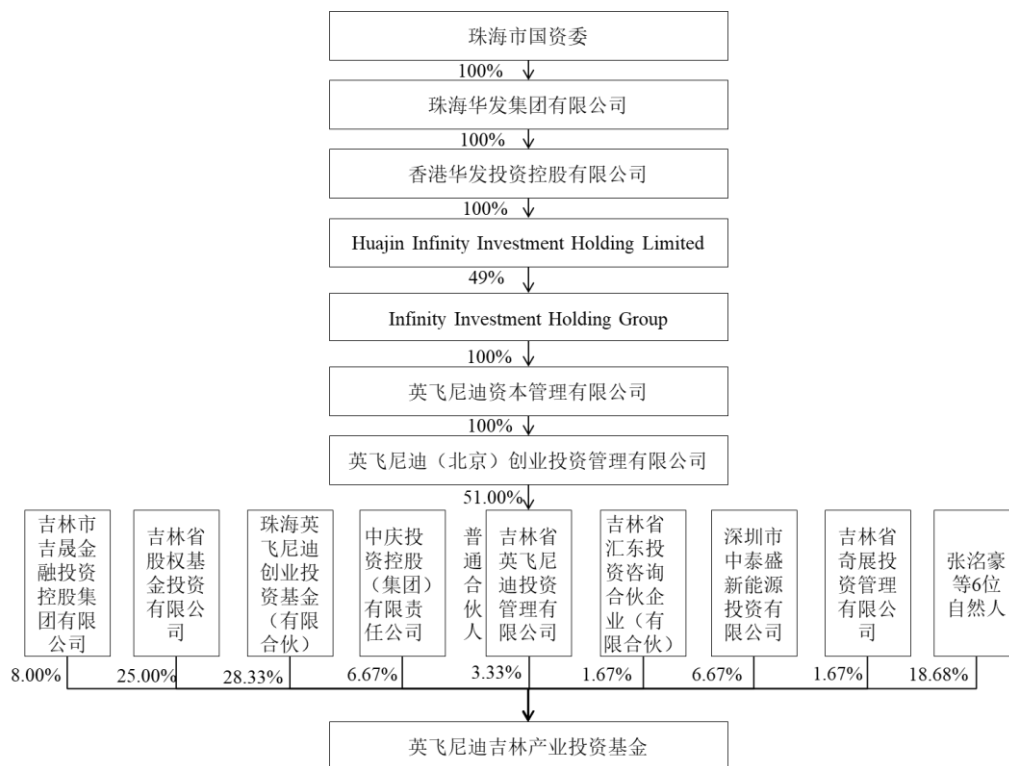 珠海市国资委
100%
珠海华发集团有限公司
100%
香港华发投资控股有限公司
100%
Huajin Infinity Investment Holding Limited
49%
Infinity Investment Holding Group
100%
英飞尼迪资本管理有限公司
100%
英飞尼迪（北京）创业投资管理有限公司
51.00%
吉林市
吉晟金
融投资
控股集
团有限
公司
吉林省
股权基
金投资
有限公
司
珠海英
飞尼迪
创业投
资基金
（有限
合伙）
中庆投
资控股
（集团）
有限责
任公司
普
通
合
伙
人
吉林省
英飞尼
迪投资
管理有
限公司
吉林省
汇东投
资咨询
合伙企
业（有
限合伙）
深圳市
中泰盛
新能源
投资有
限公司
吉林省
奇展投
资管理
有限公
司
张洺豪
等6位
自然人
8.00%
25.00%
28.33%
6.67%
3.33%
1.67%
6.67%
1.67%
18.68%
英飞尼迪吉林产业投资基金